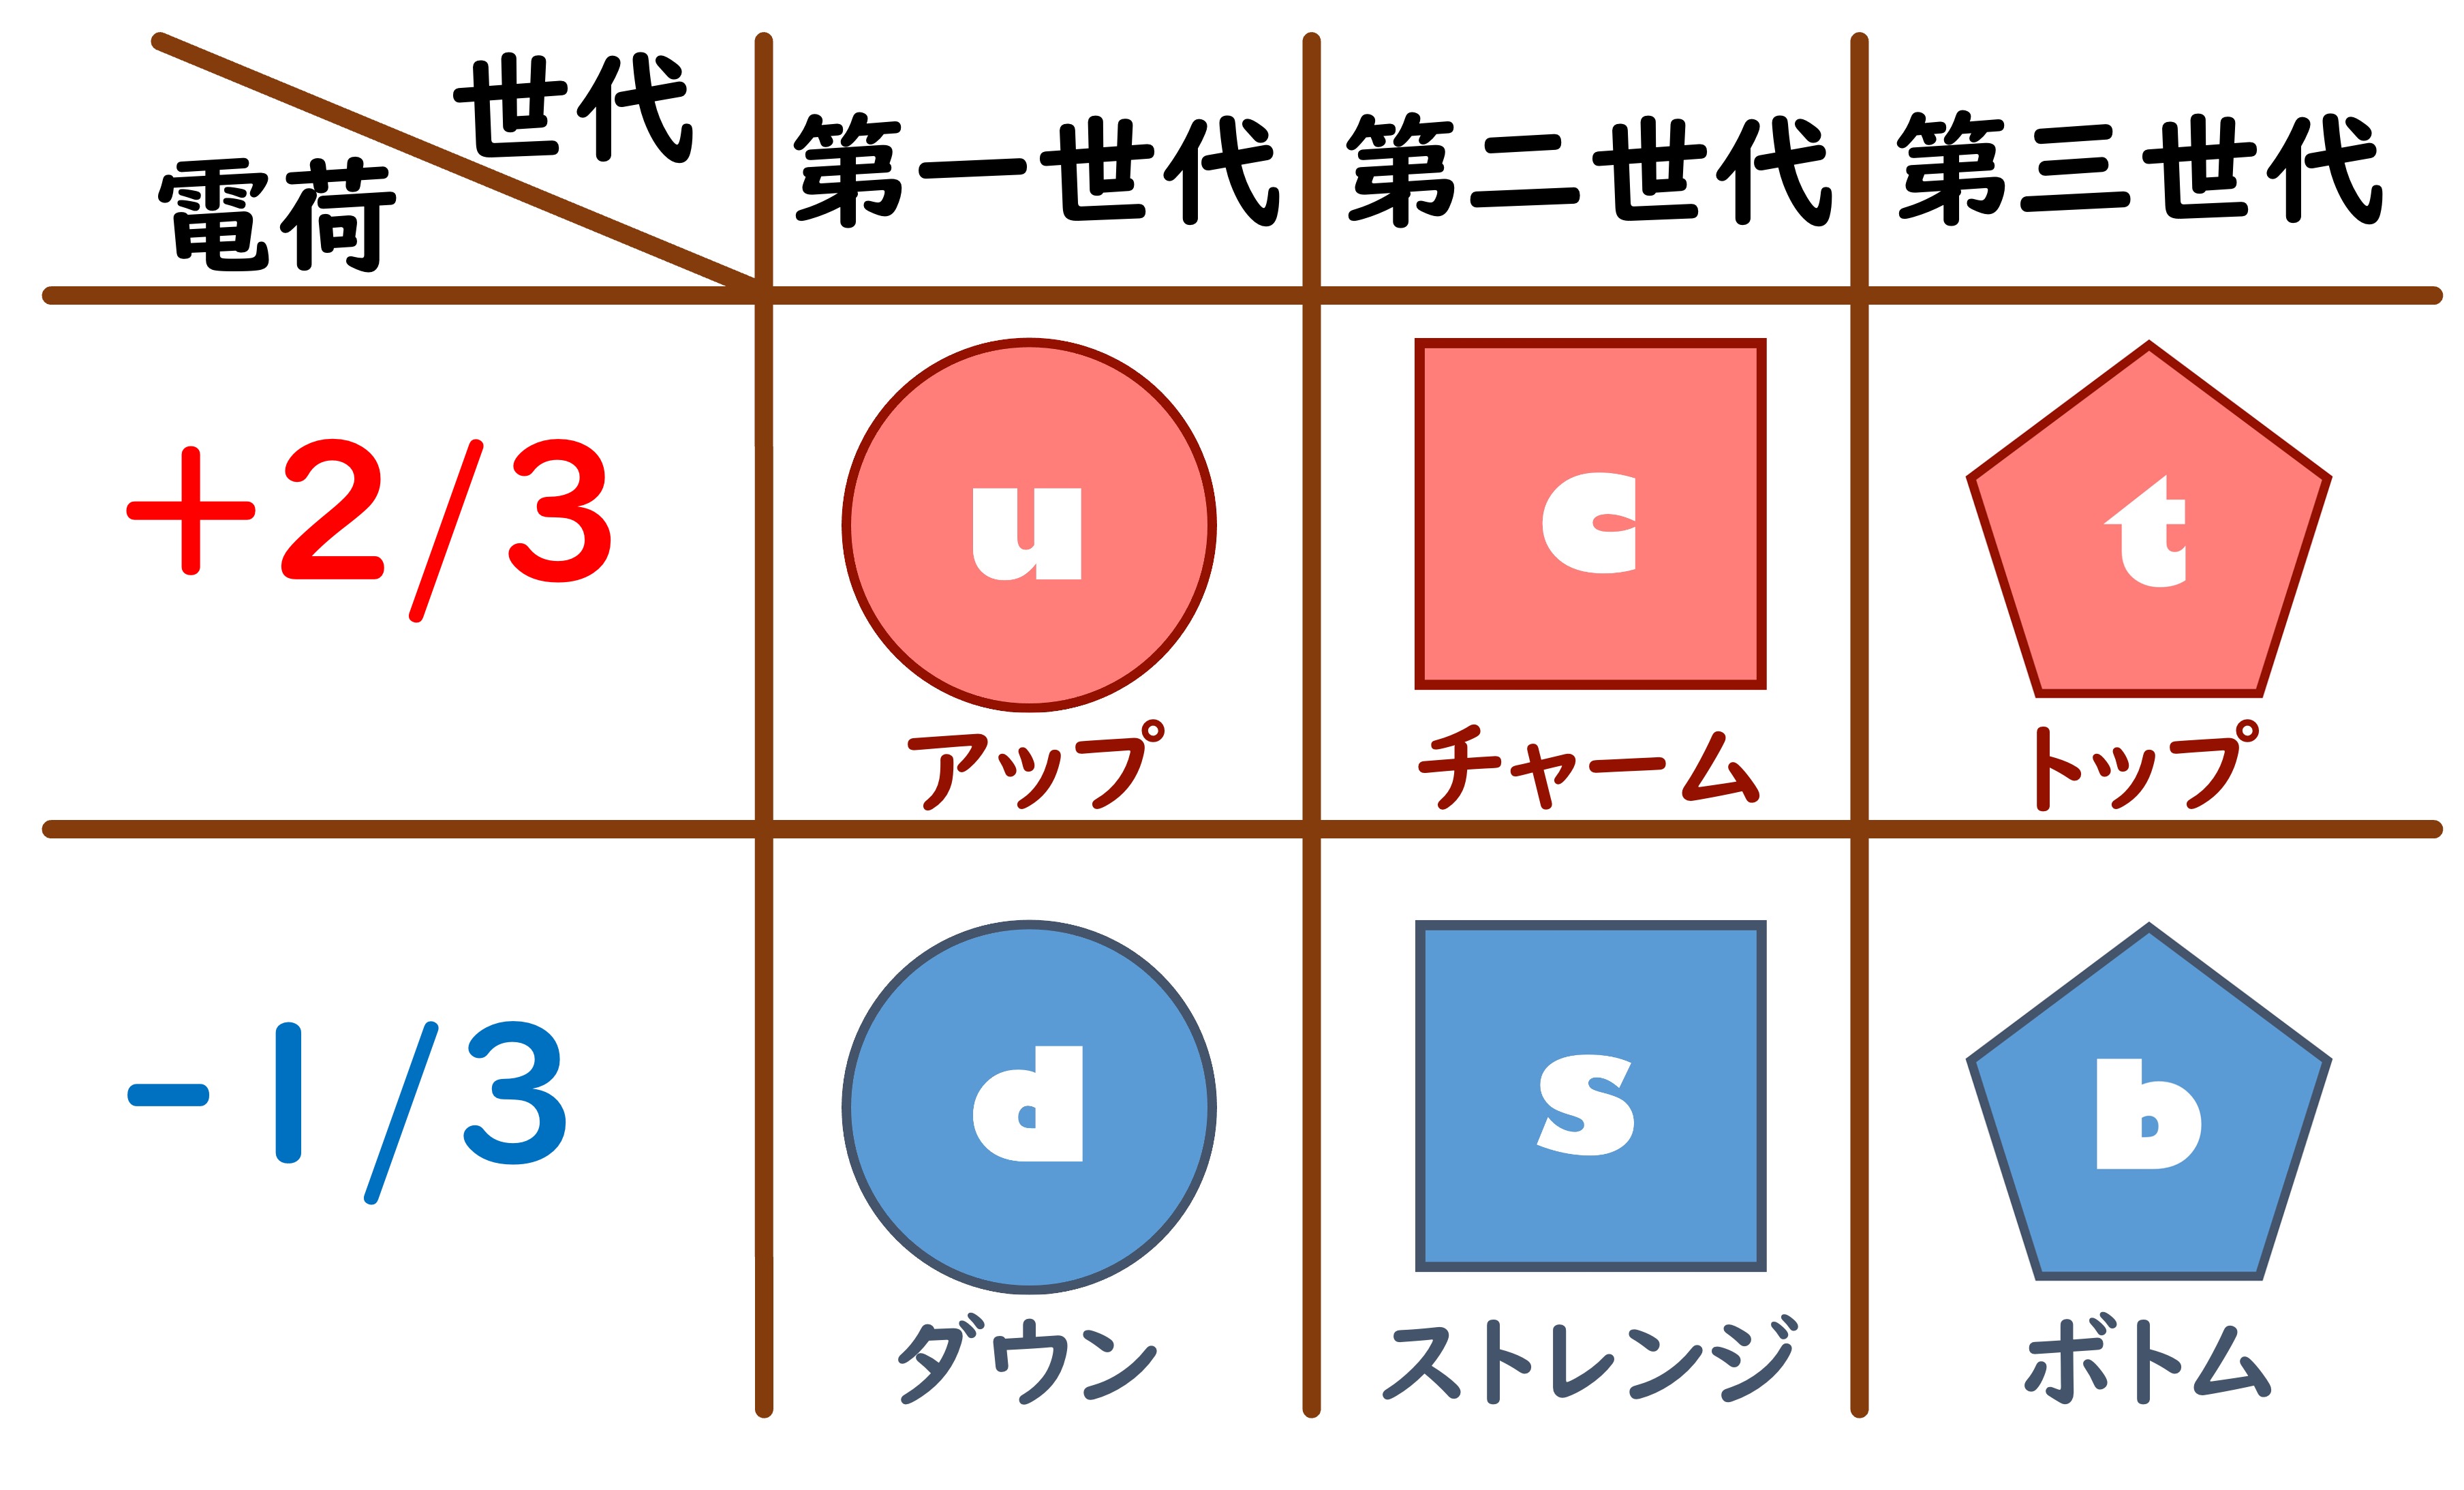 世代
電荷
第一世代
第二世代
第三世代
+2/3
u
c
t
アップ
チャーム
トップ
-1/3
d
s
b
ダウン
ストレンジ
ボトム